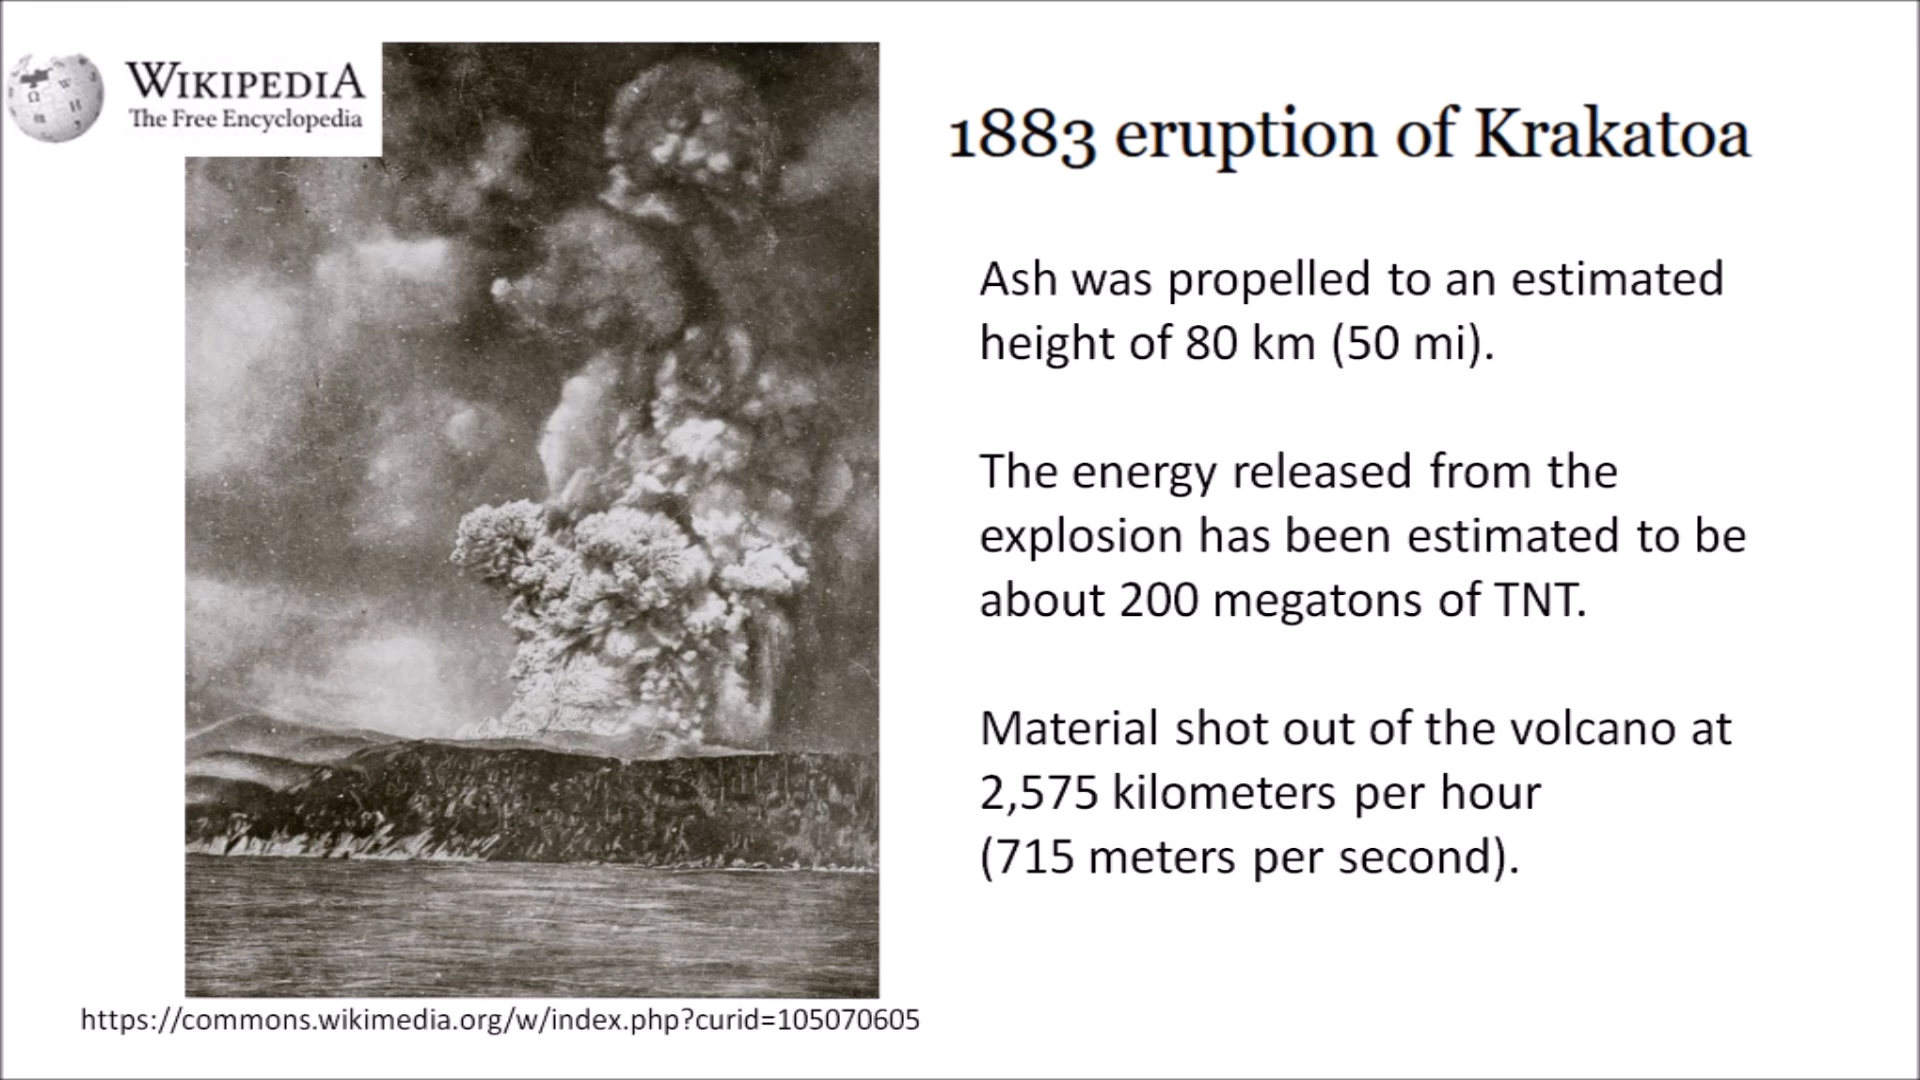 WIKIPEDIA
The Free Encyclopedia
1883 eruption of Krakatoa
Ash was propelled to an estimated
height of 80 km (50 mi).
The energy released from the
explosion has been estimated to be
about 200 megatons of TNT.
Material shot out of the volcano at
2,575 kilometers per hour
(715 meters per second).
https://commons.wikimedia.org/w/index.php?curid=105070605